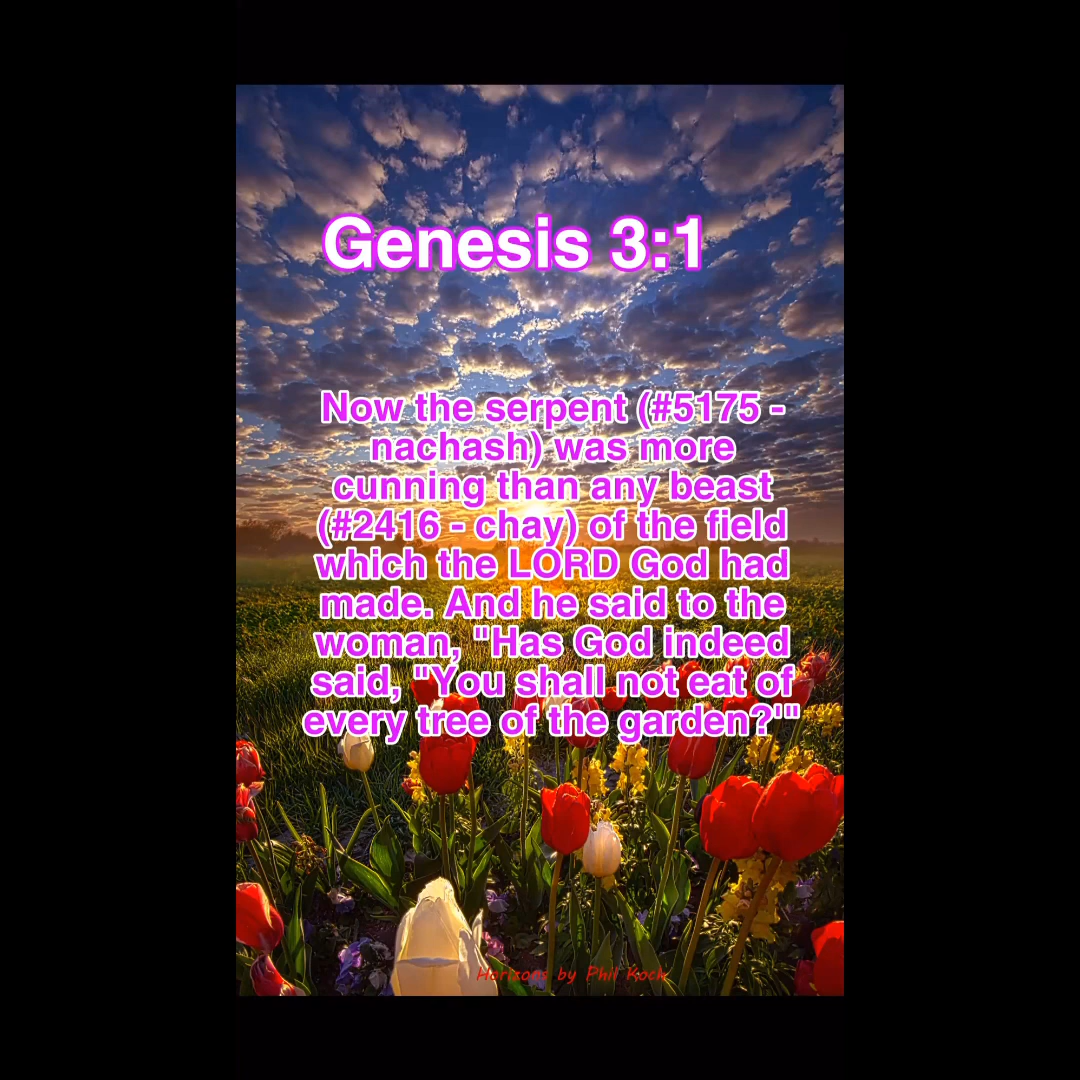 Genesis 3:1
Now the serpent (#5175 -
nachash) was more
cunning than any beast
(#2416 - chay) of the field
which the LORD God had
made. And he said to the
woman, "Has God indeed
said, "You shall not eat of
every tree of the garden?'"
Horizons by Phil Koch